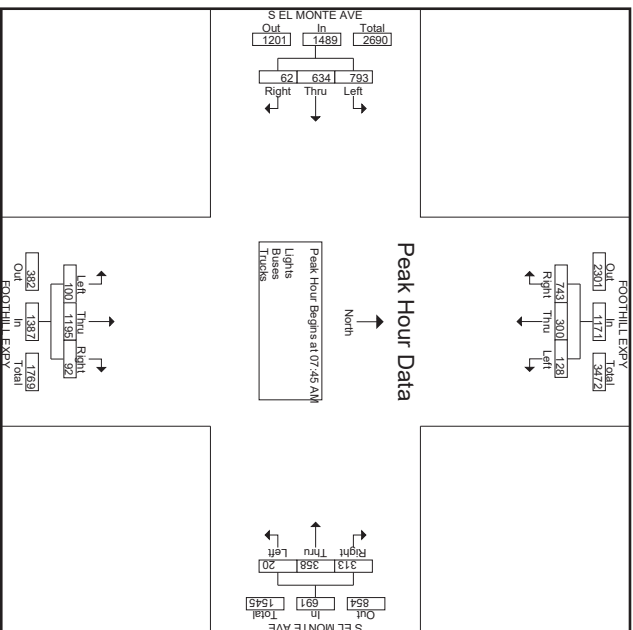 S EL MONTE AVE
Out In Total
1201 1489 2690
62 634 793
Right Thru Left
FOOTHILL EXPY
Out In Total
2301 1171 3472
743 300 128
Right Thru Left
Peak Hour Data
North
Peak Hour Begins at 07:45 AM
Lights
Buses
Trucks
Left Thru Right
100 1195 92
382 1387 1769
Out In Total
FOOTHILL EXPY
Left Thru Right
20 358 313
1545 691 854
Total In Out
S EL MONTE AVE